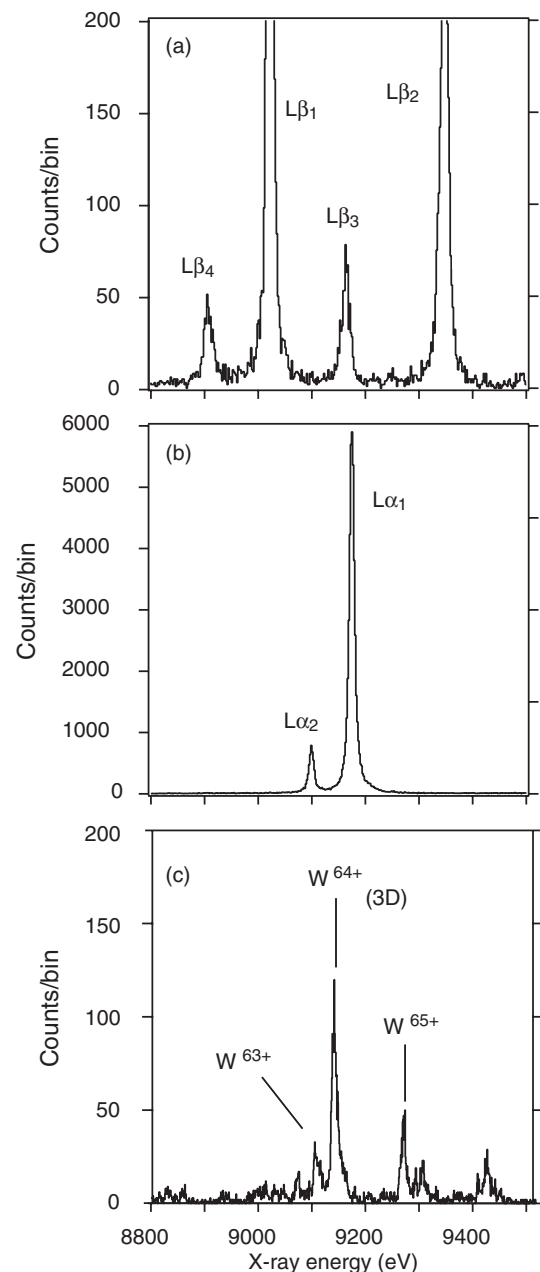 200
(a)
Lβ₂
150
Lβ₁
Counts/bin
100
Lβ₃
Lβ₄
50
0
6000
(b)
5000
Lα₁
4000
Counts/bin
3000
2000
Lα₂
1000
0
200
(c)
W ⁶⁴⁺
(3D)
150
Counts/bin
100
W ⁶⁵⁺
W ⁶³⁺
50
0
8800 9000 9200 9400
X-ray energy (eV)